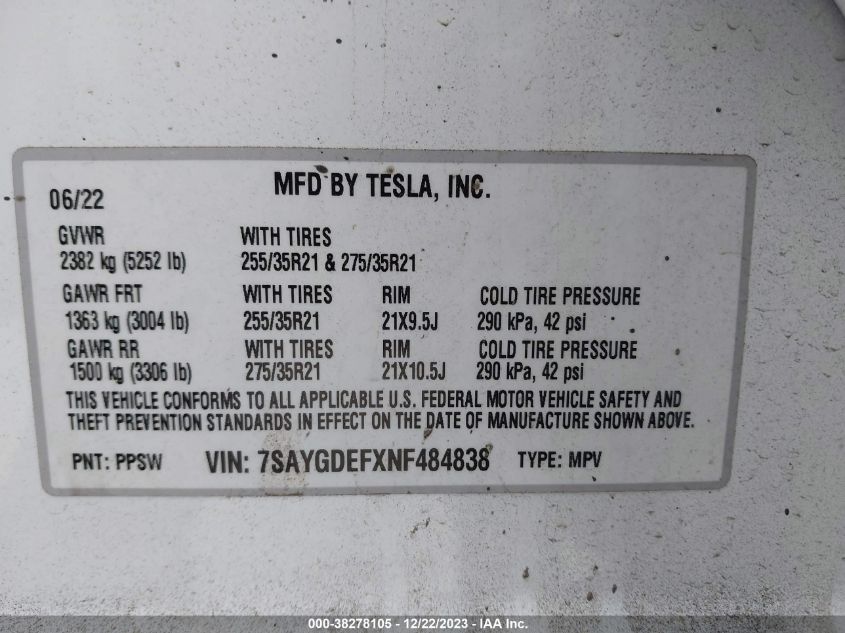 06/22 MFD BY TESLA, INC.
GVWR WITH TIRES
2382 kg (5252 lb) 255/35R21 & 275/35R21
GAWR FRT WITH TIRES RIM COLD TIRE PRESSURE
1363 kg (3004 lb) 255/35R21 21X9.5J 290 kPa, 42 psi
GAWR RR WITH TIRES RIM COLD TIRE PRESSURE
1500 kg (3306 lb) 275/35R21 21X10.5J 290 kPa, 42 psi
THIS VEHICLE CONFORMS TO ALL APPLICABLE U.S. FEDERAL MOTOR VEHICLE SAFETY AND
THEFT PREVENTION STANDARDS IN EFFECT ON THE DATE OF MANUFACTURE SHOWN ABOVE.
PNT: PPSW VIN: 7SAYGDEFXNF484838 TYPE: MPV
000-38278105 - 12/22/2023 - IAA Inc.